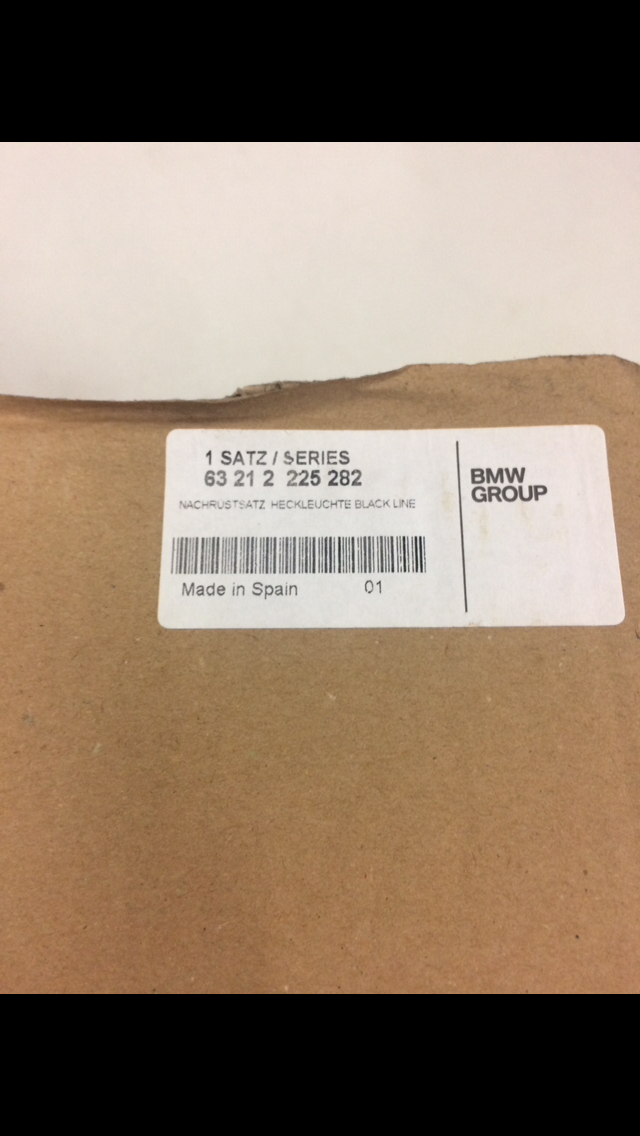 1 SATZ / SERIES
63 21 2 225 282
NACHRUSTSATZ HECKLEUCHTE BLACK LINE
Made in Spain 01
BMW
GROUP